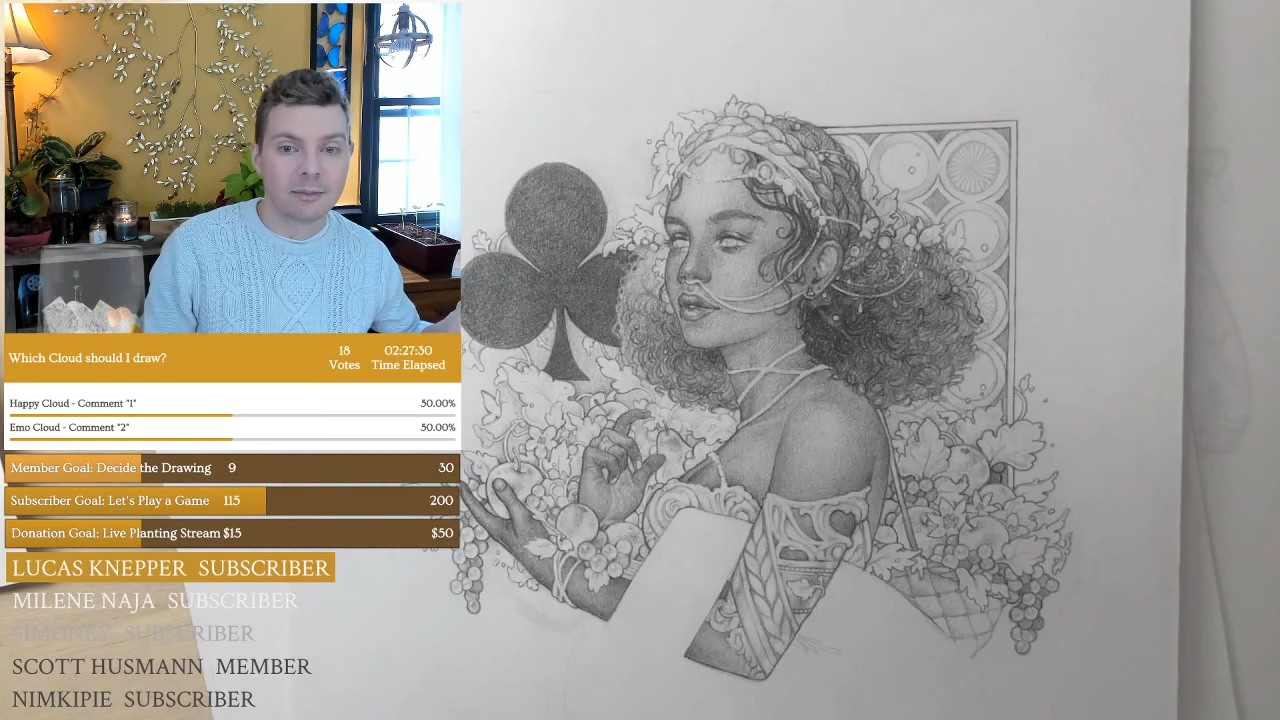 Which Cloud should I draw?
18 Votes
02:27:30 Time Elapsed
Happy Cloud - Comment "1" 50.00%
Emo Cloud - Comment "2" 50.00%
Member Goal: Decide the Drawing 9 30
Subscriber Goal: Let's Play a Game 115 200
Donation Goal: Live Planting Stream $15 $50
LUCAS KNEPPER SUBSCRIBER
MILENE NAJA SUBSCRIBER
SIMONEY SUBSCRIBER
SCOTT HUSMANN MEMBER
NIMKIPIE SUBSCRIBER